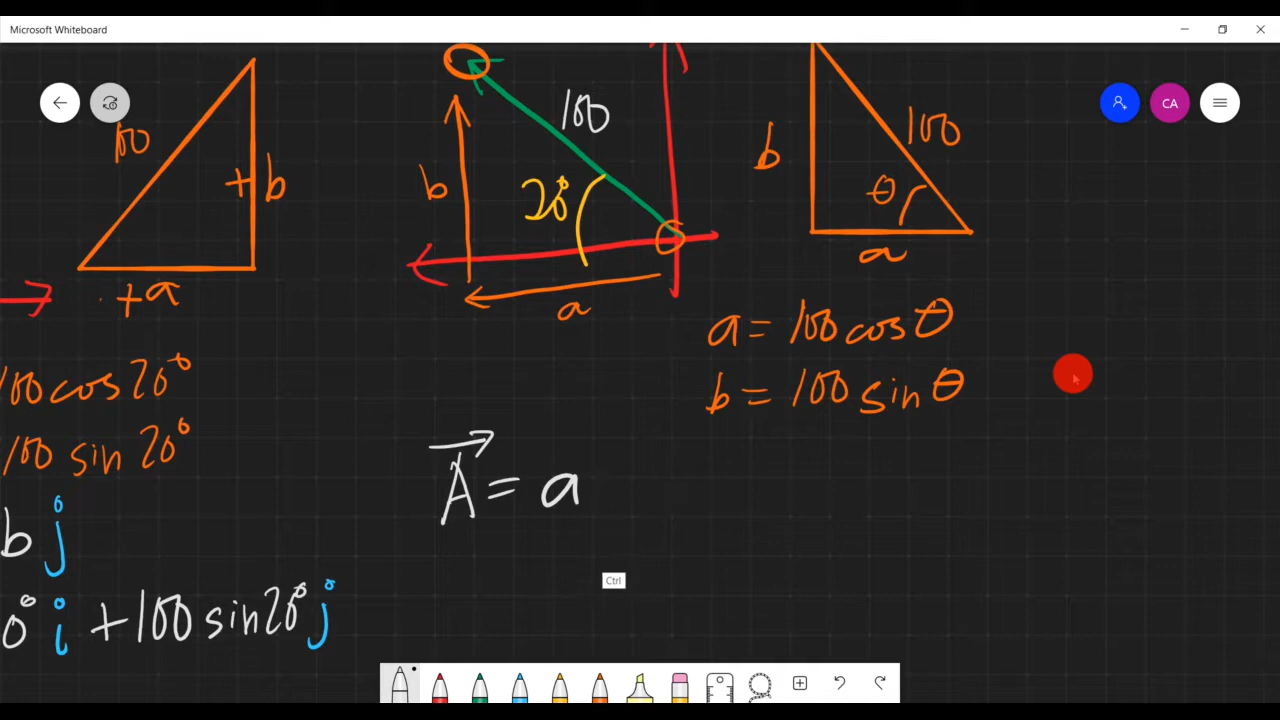 Microsoft Whiteboard
CA
100
+b
+a
100
b
20°
a
b
100
θ
a
a = 100 cos θ
b = 100 sin θ
100 cos 20°
100 sin 20°
b j
0° i + 100 sin 20° j
A = a
Ctrl